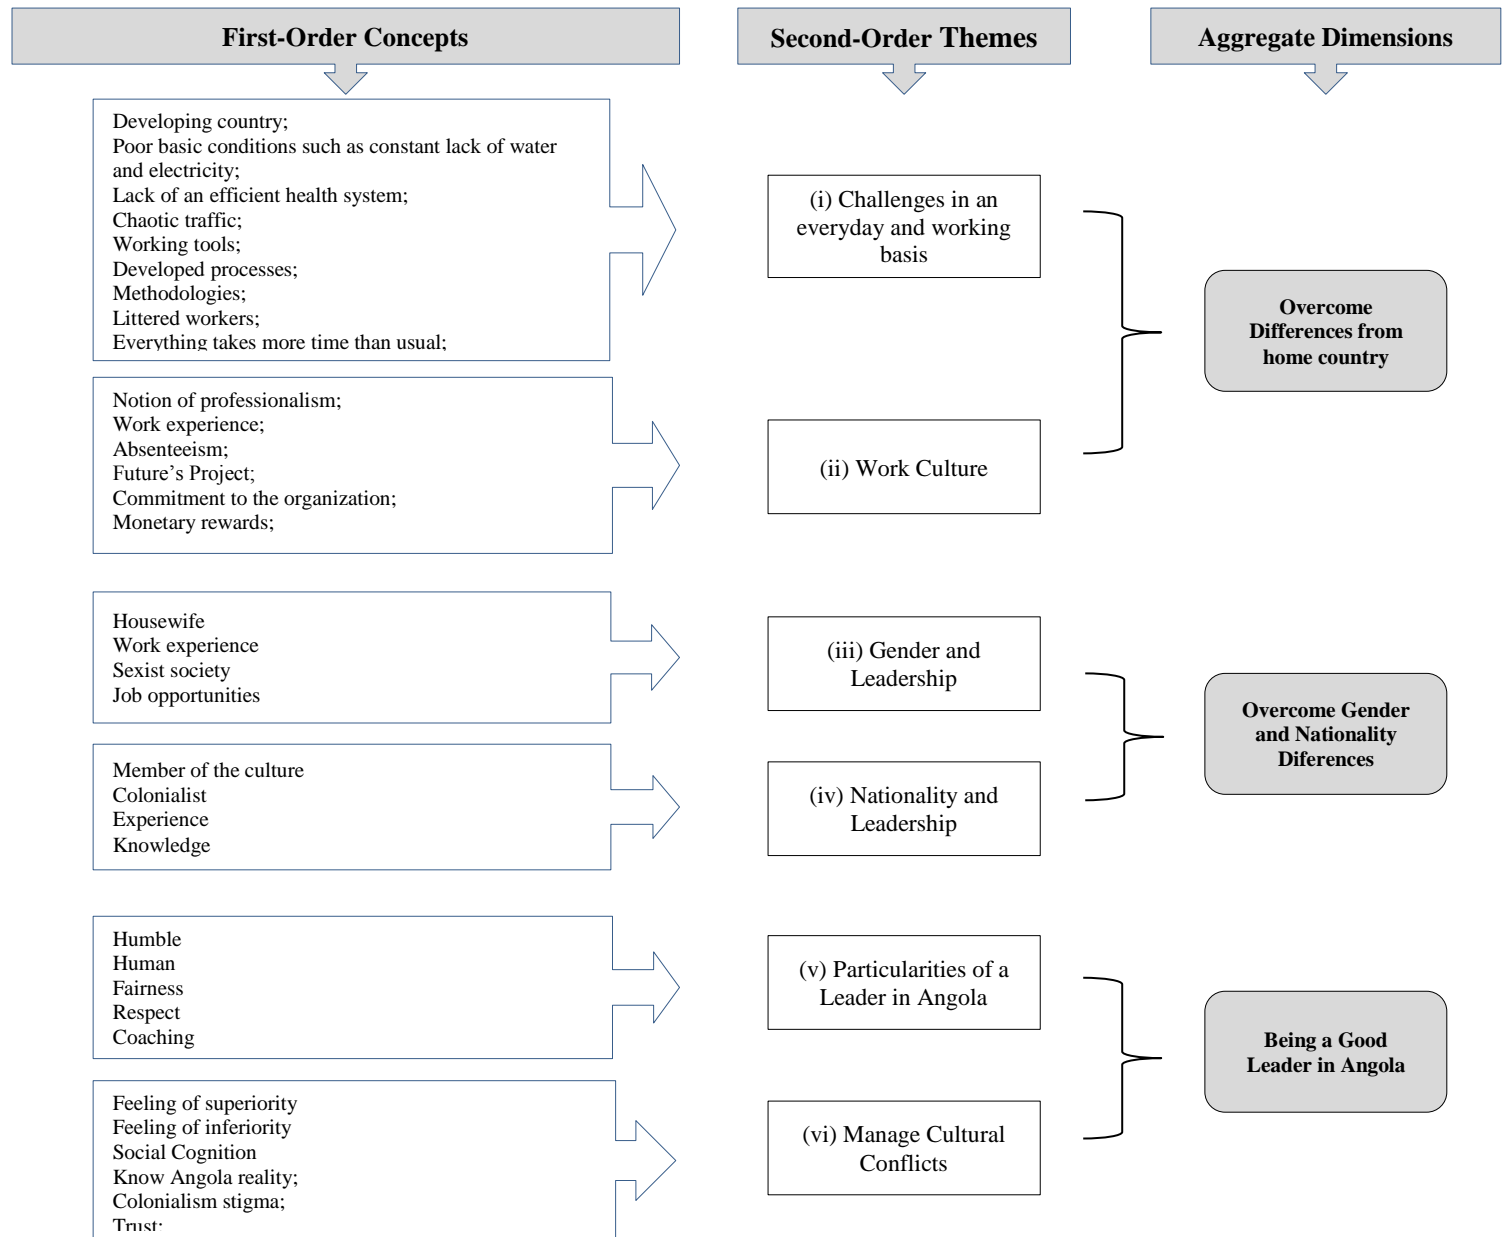 First-Order Concepts
Second-Order Themes
Aggregate Dimensions
Developing country;
Poor basic conditions such as constant lack of water
and electricity;
Lack of an efficient health system;
Chaotic traffic;
Working tools;
Developed processes;
Methodologies;
Littered workers;
Everything takes more time than usual;
(i) Challenges in an
everyday and working
basis
Overcome
Differences from
home country
Notion of professionalism;
Work experience;
Absenteeism;
Future’s Project;
Commitment to the organization;
Monetary rewards;
(ii) Work Culture
Housewife
Work experience
Sexist society
Job opportunities
(iii) Gender and
Leadership
Overcome Gender
and Nationality
Diferences
Member of the culture
Colonialist
Experience
Knowledge
(iv) Nationality and
Leadership
Humble
Human
Fairness
Respect
Coaching
(v) Particularities of a
Leader in Angola
Being a Good
Leader in Angola
Feeling of superiority
Feeling of inferiority
Social Cognition
Know Angola reality;
Colonialism stigma;
Trust;
(vi) Manage Cultural
Conflicts